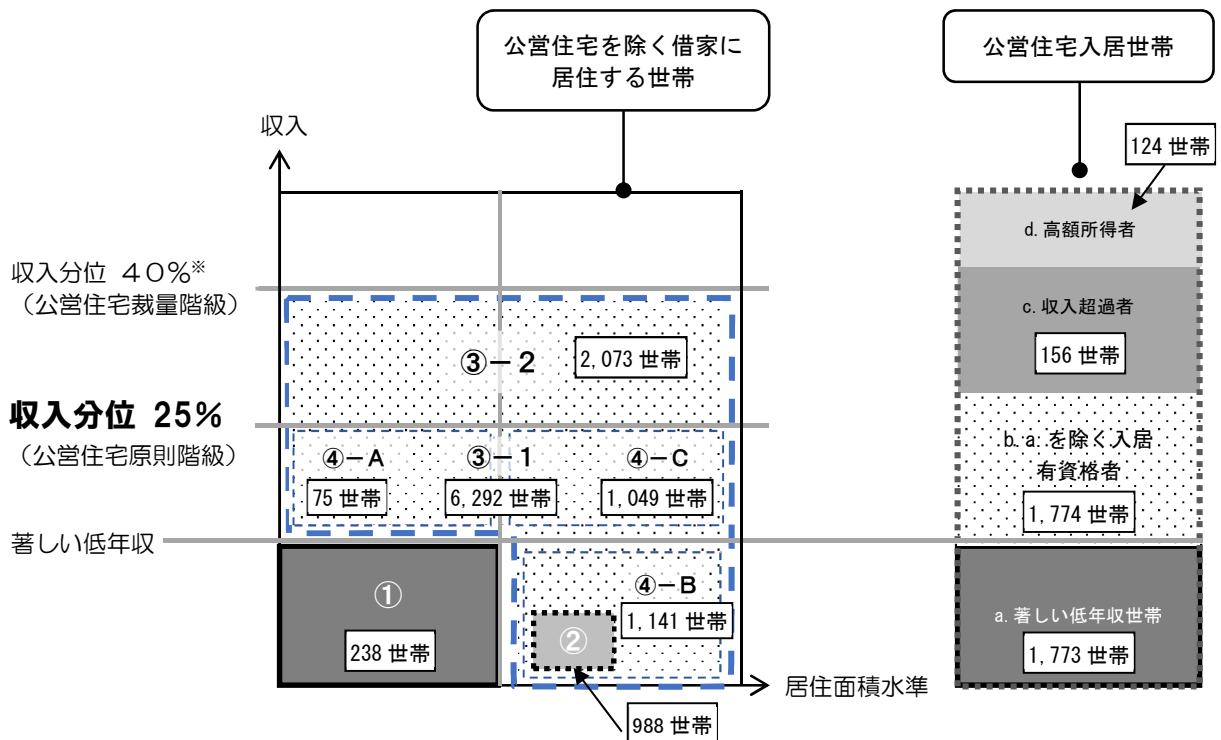 公営住宅を除く借家に
居住する世帯
公営住宅入居世帯
収入
124 世帯
d. 高額所得者
収入分位 ４０％※
（公営住宅裁量階級）
c. 収入超過者
156 世帯
③－２
2,073 世帯
収入分位 25%
（公営住宅原則階級）
④－Ａ
③－１
④－Ｃ
75 世帯
6,292 世帯
1,049 世帯
b. a. を除く入居
有資格者
1,774 世帯
著しい低年収
①
238 世帯
④－Ｂ
1,141 世帯
②
988 世帯
a. 著しい低年収世帯
1,773 世帯
居住面積水準